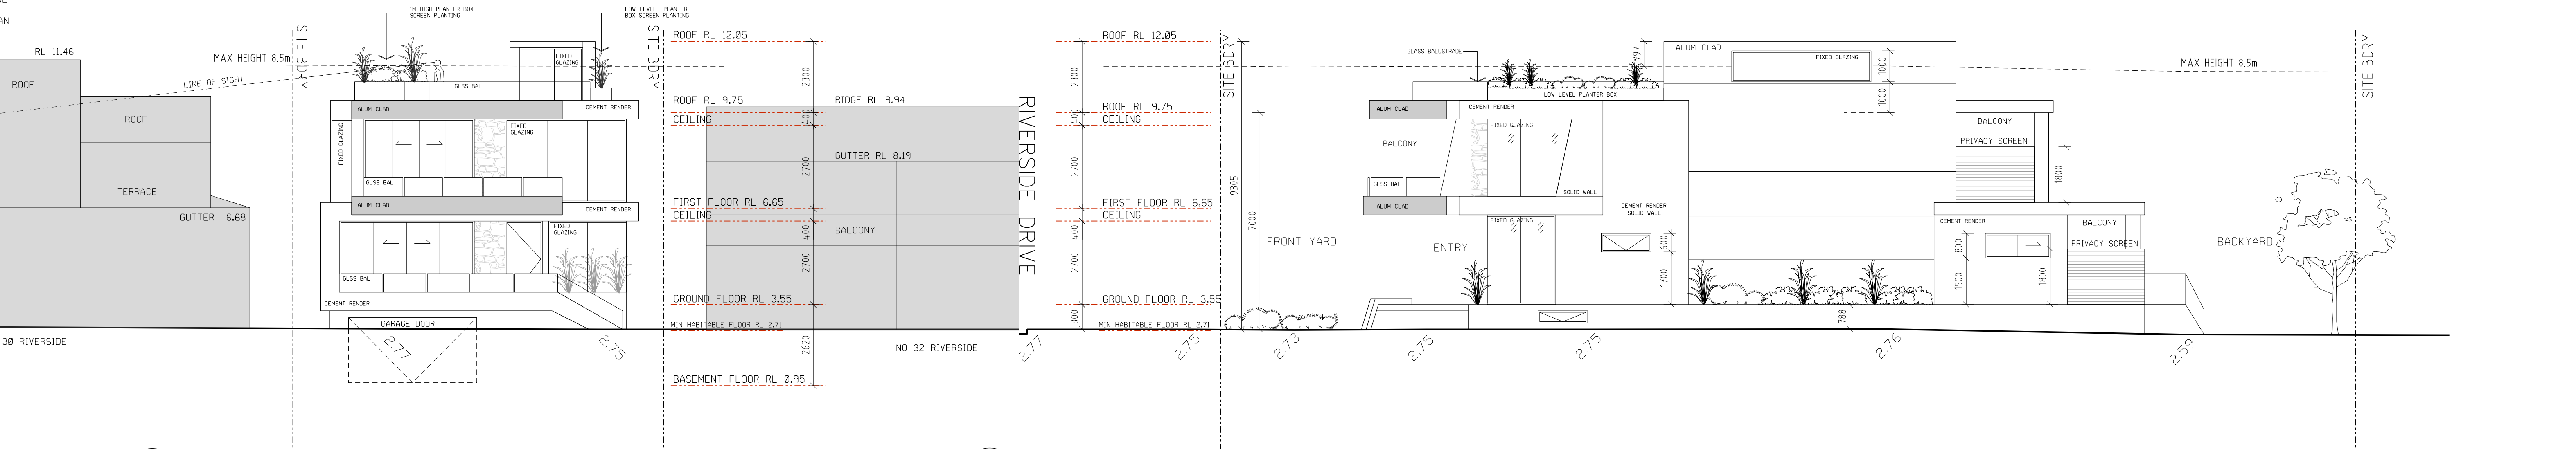 AN
RL 11.46
ROOF
ROOF
TERRACE
GUTTER 6.68
30 RIVERSIDE
MAX HEIGHT 8.5m
LINE OF SIGHT
SITE BDRY
1M HIGH PLANTER BOX
SCREEN PLANTING
LOW LEVEL PLANTER
BOX SCREEN PLANTING
FIXED
GLAZING
GLSS BAL
ALUM CLAD
CEMENT RENDER
FIXED GLAZING
FIXED
GLAZING
GLSS BAL
ALUM CLAD
CEMENT RENDER
FIXED
GLAZING
GLSS BAL
CEMENT RENDER
GARAGE DOOR
2.77
2.75
SITE BDRY
ROOF RL 12.05
2300
ROOF RL 9.75
400
CEILING
2700
FIRST FLOOR RL 6.65
CEILING
400
2700
GROUND FLOOR RL 3.55
MIN HABITABLE FLOOR RL 2.71
2620
BASEMENT FLOOR RL 0.95
RIDGE RL 9.94
GUTTER RL 8.19
BALCONY
NO 32 RIVERSIDE
RIVERSIDE DRIVE
2.77
ROOF RL 12.05
2300
ROOF RL 9.75
400
CEILING
2700
FIRST FLOOR RL 6.65
CEILING
400
2700
GROUND FLOOR RL 3.55
800
MIN HABITABLE FLOOR RL 2.71
2.75
SITE BDRY
9305
7000
FRONT YARD
2.73
GLASS BALUSTRADE
997
ALUM CLAD
FIXED GLAZING
1000
1000
MAX HEIGHT 8.5m
LOW LEVEL PLANTER BOX
ALUM CLAD
CEMENT RENDER
FIXED GLAZING
BALCONY
GLSS BAL
SOLID WALL
ALUM CLAD
CEMENT RENDER
SOLID WALL
FIXED GLAZING
ENTRY
600
1700
BALCONY
PRIVACY SCREEN
1800
CEMENT RENDER
BALCONY
PRIVACY SCREEN
800
1500
1800
788
BACKYARD
SITE BDRY
2.75
2.75
2.76
2.59